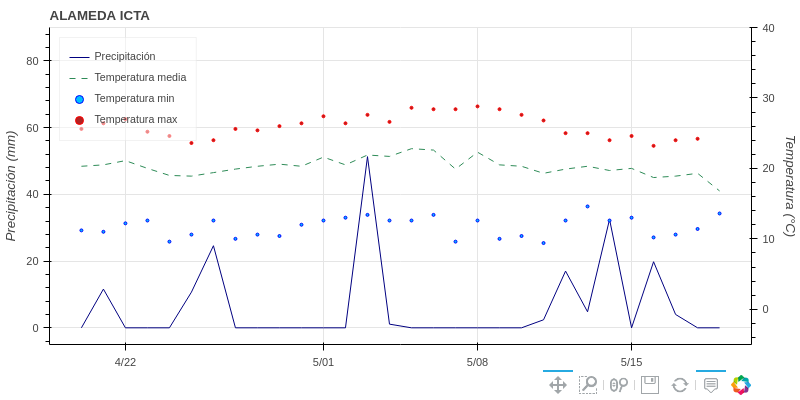 ALAMEDA ICTA
Precipitación
Temperatura media
Temperatura min
Temperatura max
Precipitación (mm)
80
60
40
20
0
40
30
20
10
0
Temperatura (°C)
4/22
5/01
5/08
5/15